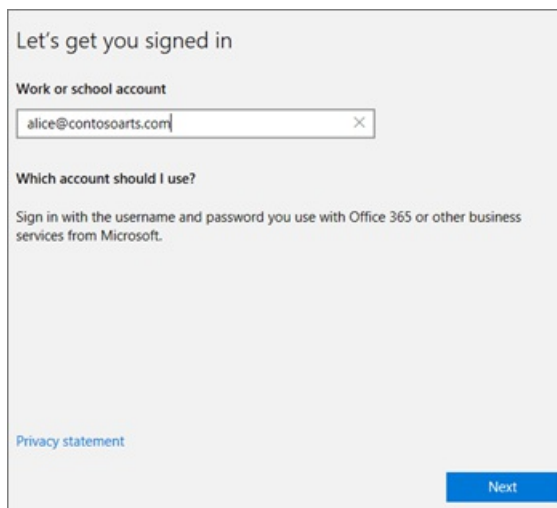 Let's get you signed in
Work or school account
alice@contosoarts.com
Which account should I use?
Sign in with the username and password you use with Office 365 or other business
services from Microsoft.
Privacy statement
Next